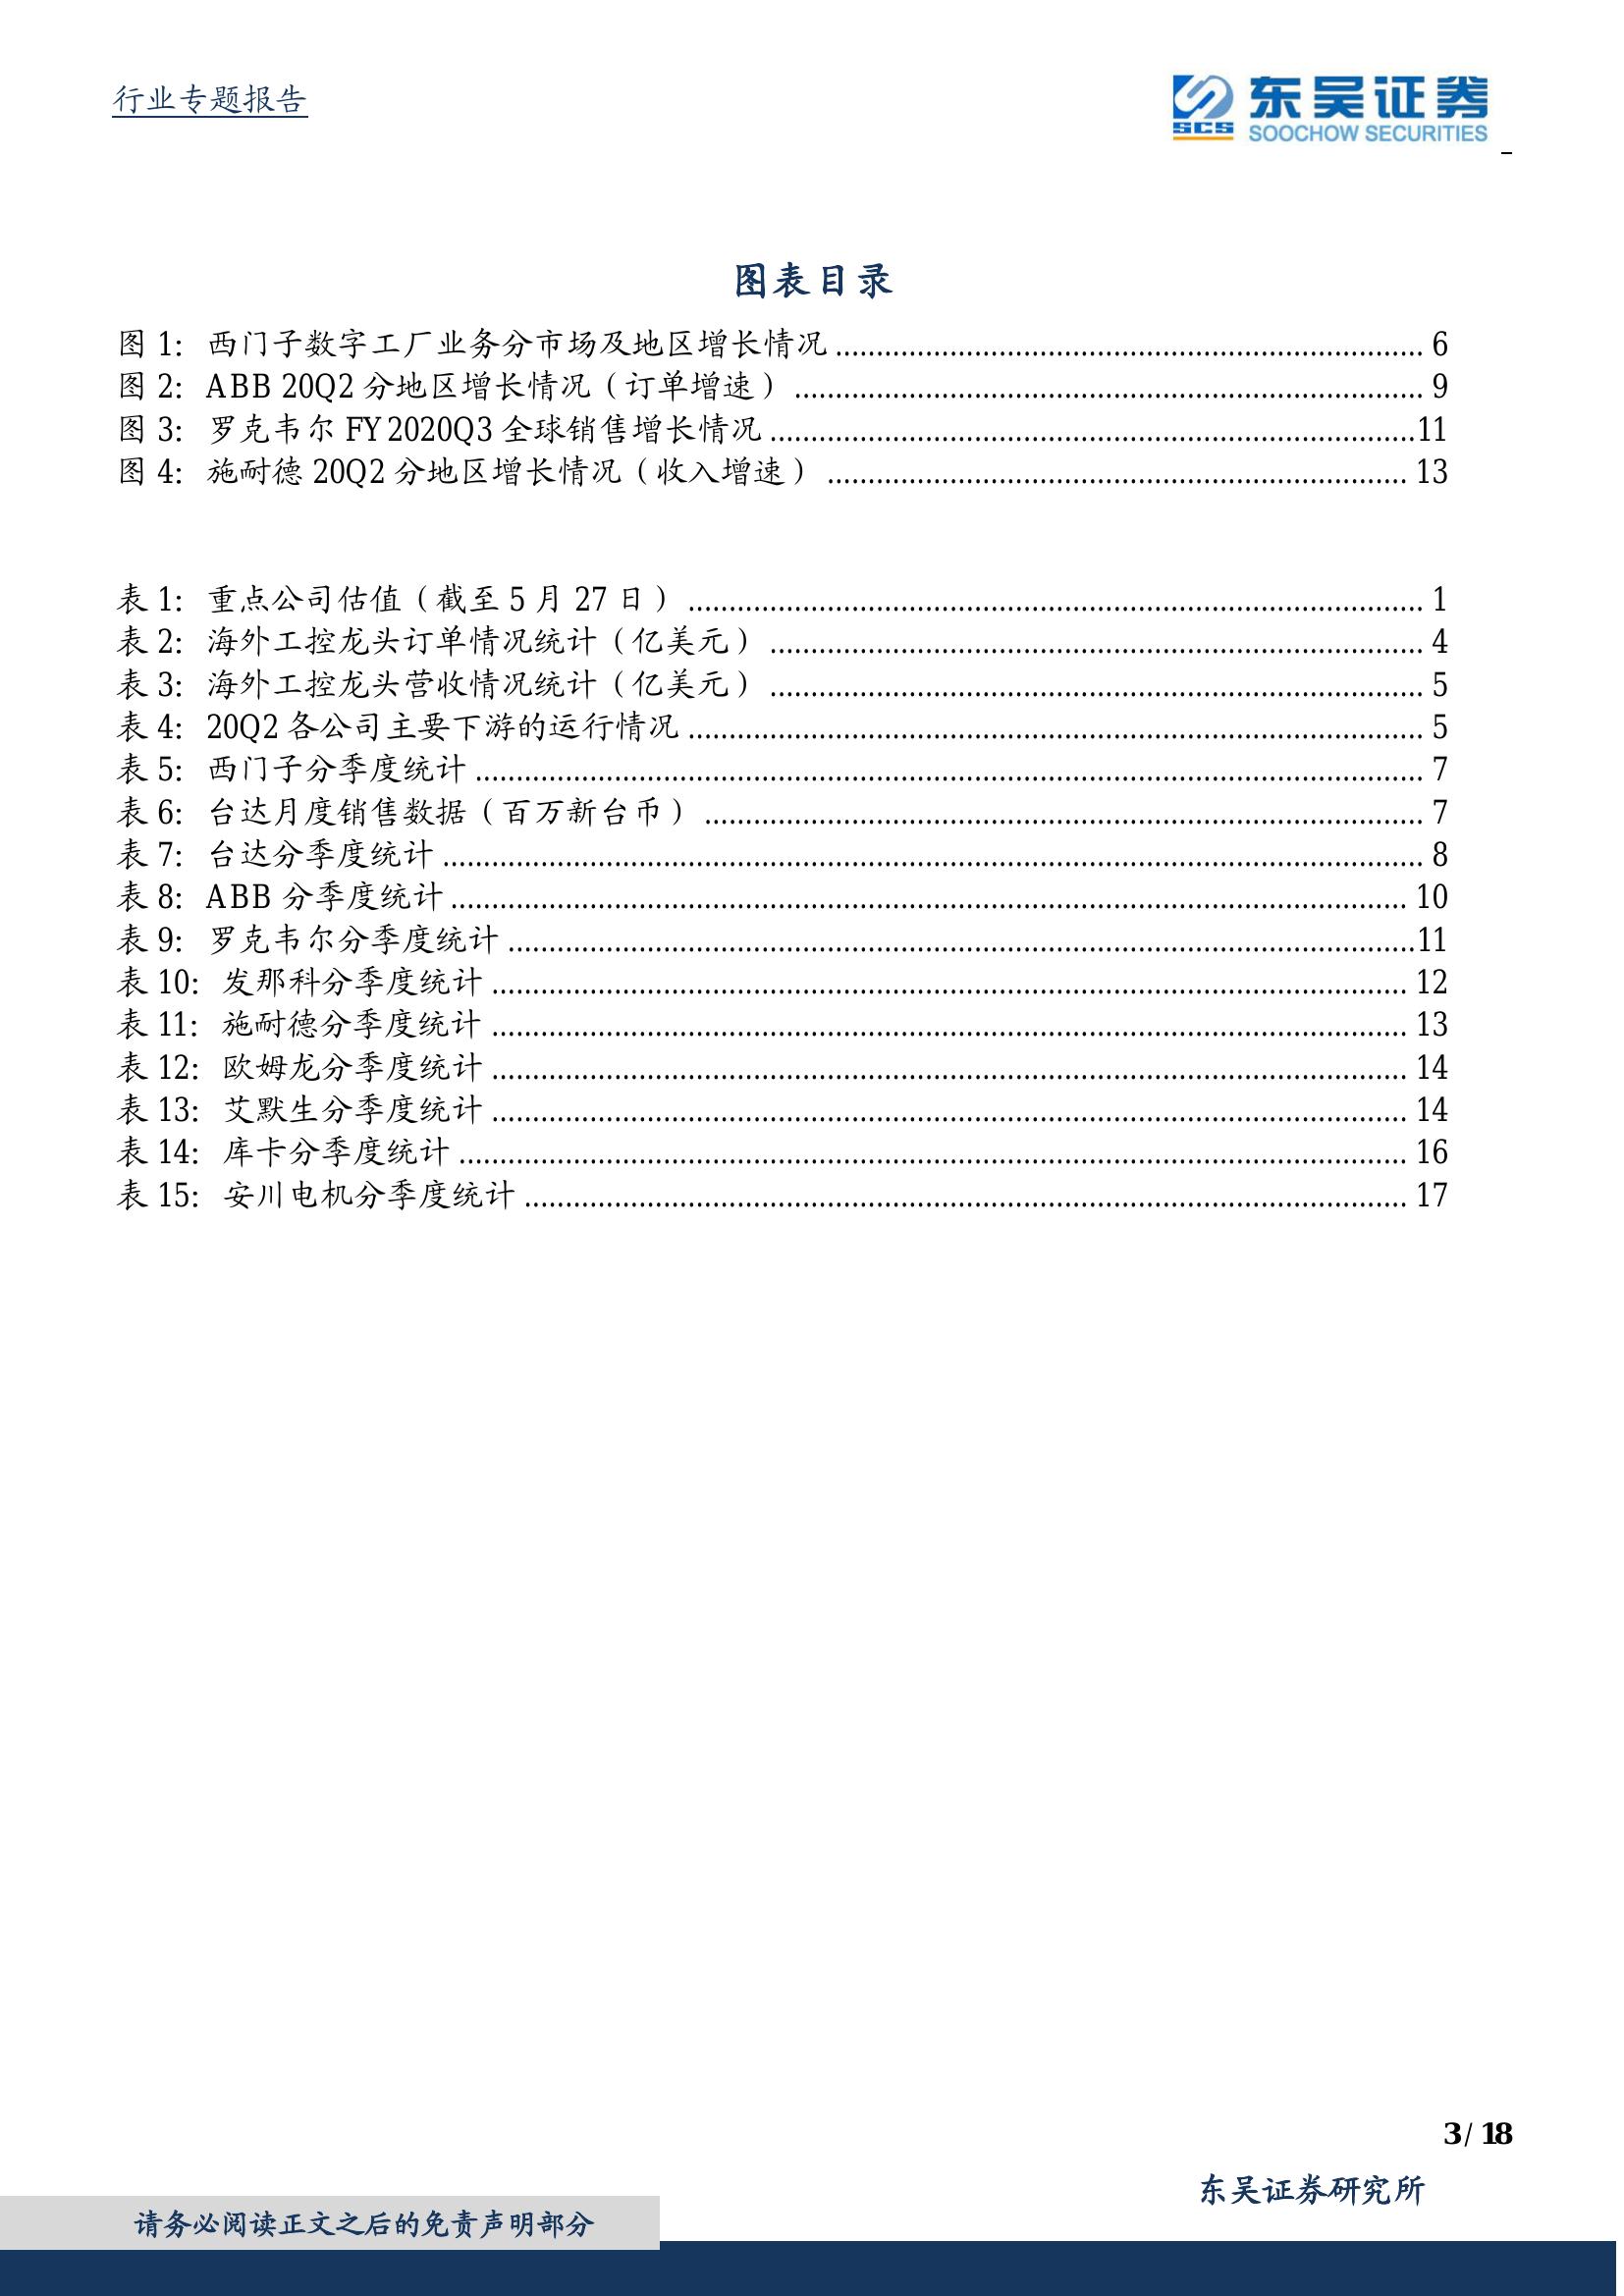 行业专题报告
东吴证券
SCS
SOOCHOW SECURITIES
图表目录
图 1: 西门子数字工厂业务分市场及地区增长情况 6
图 2: ABB 20Q2 分地区增长情况（订单增速） 9
图 3: 罗克韦尔 FY2020Q3 全球销售增长情况 11
图 4: 施耐德 20Q2 分地区增长情况（收入增速） 13
表 1: 重点公司估值（截至 5 月 27 日） 1
表 2: 海外工控龙头订单情况统计（亿美元） 4
表 3: 海外工控龙头营收情况统计（亿美元） 5
表 4: 20Q2 各公司主要下游的运行情况 5
表 5: 西门子分季度统计 7
表 6: 台达月度销售数据（百万新台币） 7
表 7: 台达分季度统计 8
表 8: ABB 分季度统计 10
表 9: 罗克韦尔分季度统计 11
表 10: 发那科分季度统计 12
表 11: 施耐德分季度统计 13
表 12: 欧姆龙分季度统计 14
表 13: 艾默生分季度统计 14
表 14: 库卡分季度统计 16
表 15: 安川电机分季度统计 17
3 / 18
东吴证券研究所
请务必阅读正文之后的免责声明部分